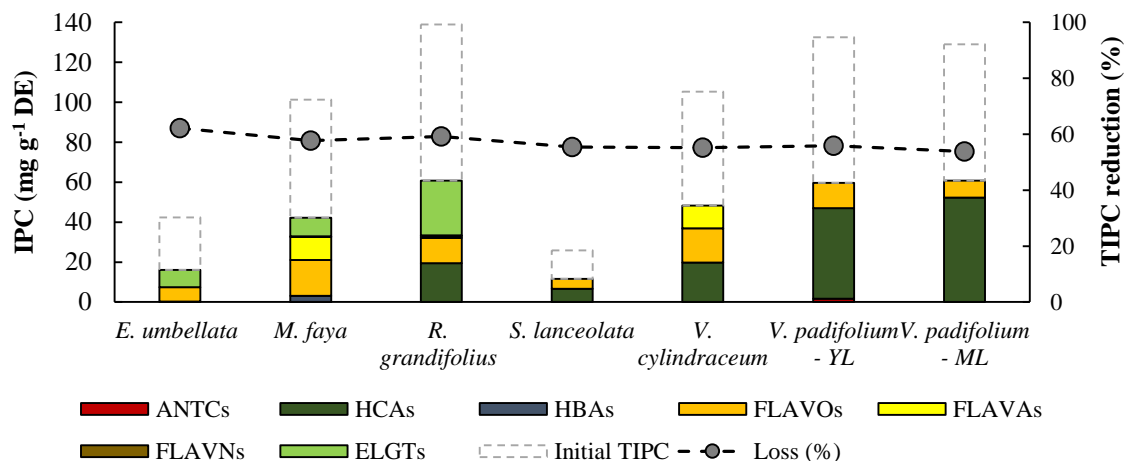 IPC (mg g⁻¹ DE)
140
120
100
80
60
40
20
0
100
80
60
40
20
0
TIPC reduction (%)
E. umbellata
M. faya
R. grandifolius
S. lanceolata
V. cylindraceum
V. padifolium - YL
V. padifolium - ML
ANTCs HCAs HBAs FLAVOs FLAVAs
FLAVNs ELGTs Initial TIPC Loss (%)